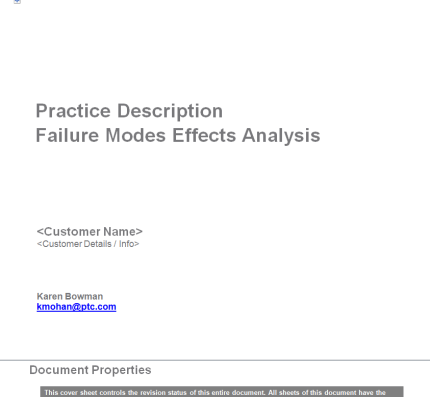 Practice Description
Failure Modes Effects Analysis
<Customer Name>
<Customer Details / Info>
Karen Bowman
kmohan@ptc.com
Document Properties
This cover sheet controls the revision status of this entire document. All sheets of this document have the